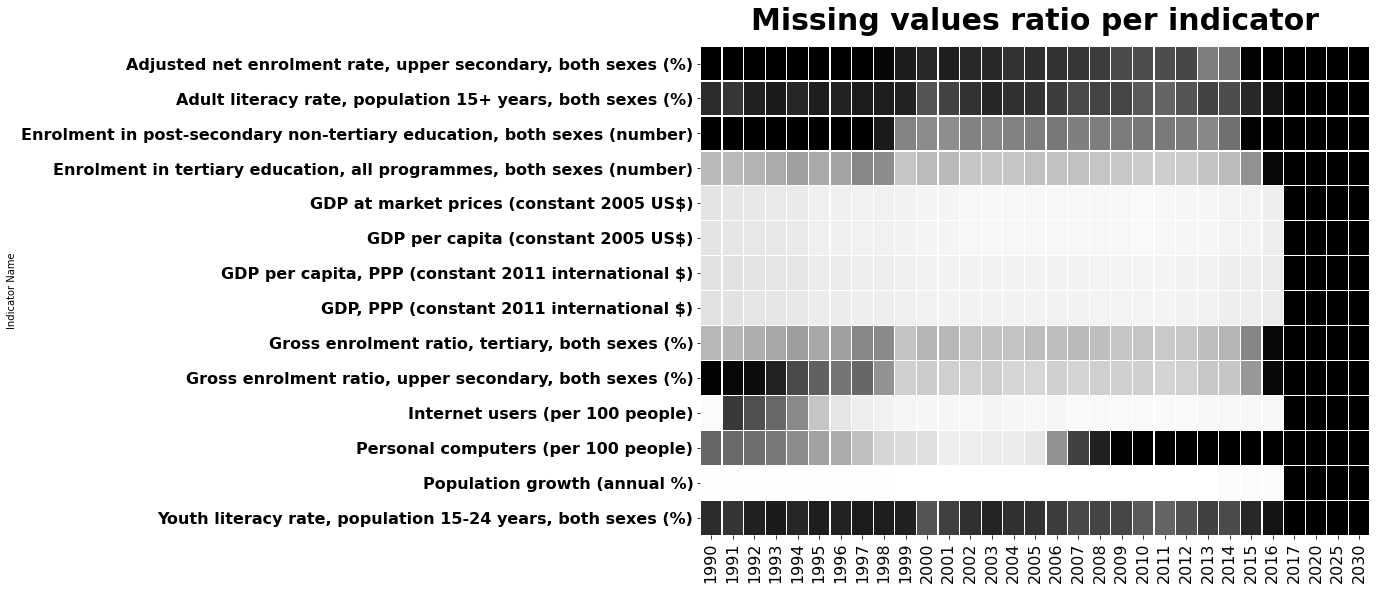 Missing values ratio per indicator
Adjusted net enrolment rate, upper secondary, both sexes (%)
Adult literacy rate, population 15+ years, both sexes (%)
Enrolment in post-secondary non-tertiary education, both sexes (number)
Enrolment in tertiary education, all programmes, both sexes (number)
GDP at market prices (constant 2005 US$)
GDP per capita (constant 2005 US$)
GDP per capita, PPP (constant 2011 international $)
GDP, PPP (constant 2011 international $)
Gross enrolment ratio, tertiary, both sexes (%)
Gross enrolment ratio, upper secondary, both sexes (%)
Internet users (per 100 people)
Personal computers (per 100 people)
Population growth (annual %)
Youth literacy rate, population 15-24 years, both sexes (%)
Indicator Name
1990 1991 1992 1993 1994 1995 1996 1997 1998 1999 2000 2001 2002 2003 2004 2005 2006 2007 2008 2009 2010 2011 2012 2013 2014 2015 2016 2017 2020 2025 2030